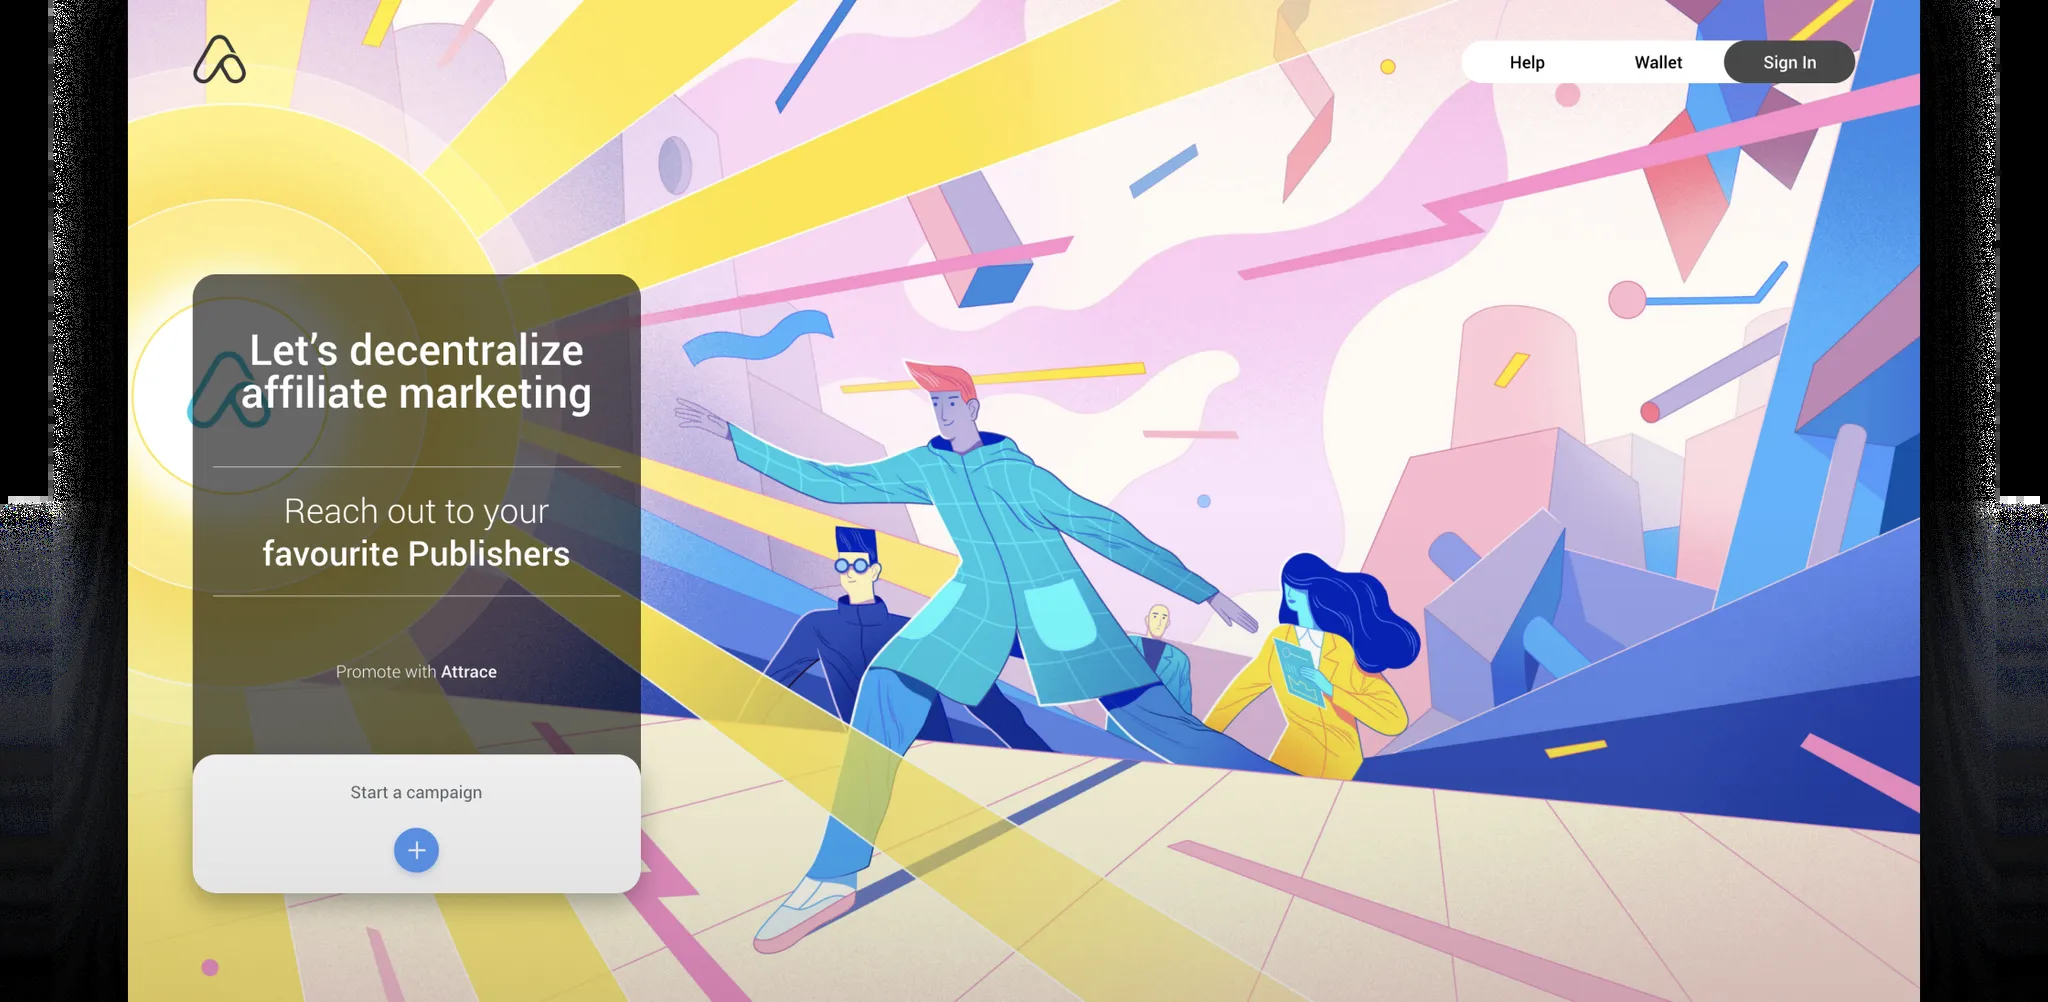 Help
Wallet
Sign In
Let’s decentralize
affiliate marketing
Reach out to your
favourite Publishers
Promote with Attrace
Start a campaign